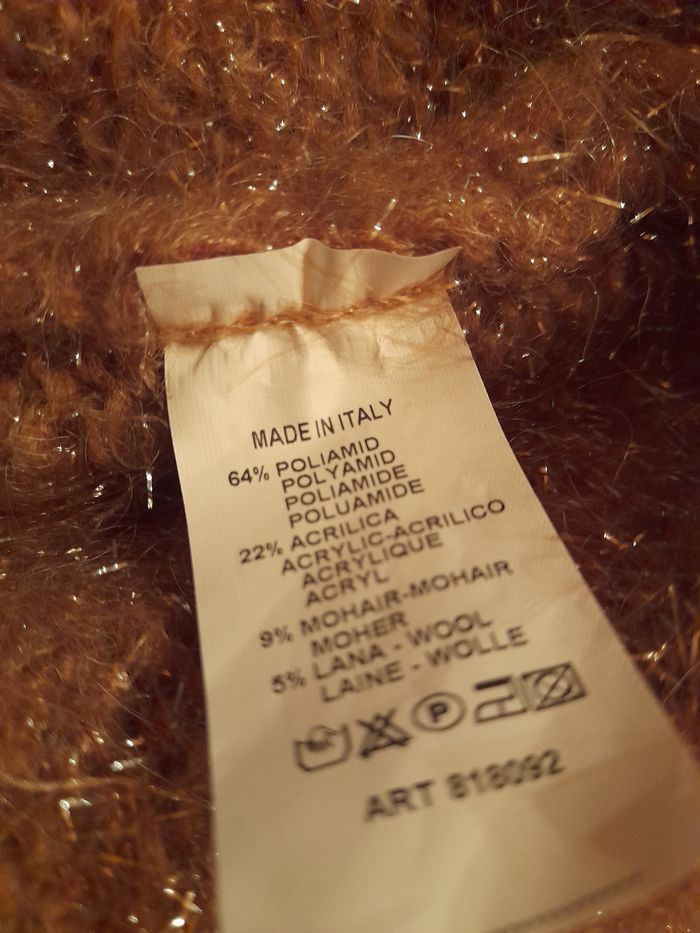 MADE IN ITALY
64% POLIAMID
POLYAMID
POLIAMIDE
POLUAMIDE
22% ACRILICA
ACRYLIC-ACRILICO
ACRYLIQUE
ACRYL
9% MOHAIR-MOHAIR
MOHER
5% LANA - WOOL
LAINE - WOLLE
P
ART 818092